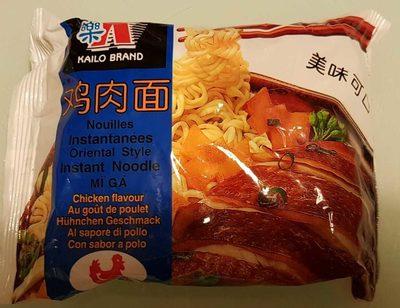 KAILO BRAND
美味可口
鸡肉面
Nouilles
Instantanees
Oriental Style
Instant Noodle
MI GÀ
Chicken flavour
Au goût de poulet
Hühnchen Geschmack
Al sapore di pollo
Con sabor a polo